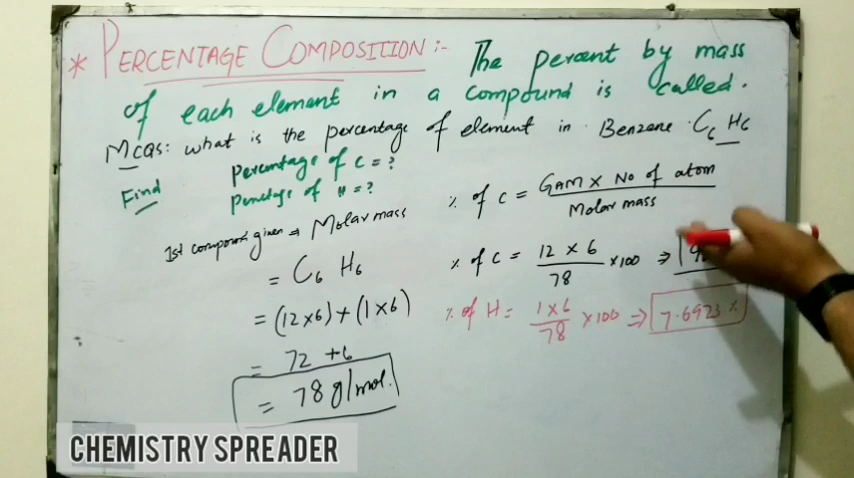 * PERCENTAGE COMPOSITION :- The percent by mass
of each element in a compound is called.
Mcqs: what is the percentage of element in Benzene C6 H6
Find Percentage of C = ?
Percentage of H = ?
1st compound given ⇒ Molar mass
= C6 H6
= (12×6)+(1×6)
= 72 +6
= 78 g/mol.
% of C = GAM × No of atom / Molar mass
% of C = 12 × 6 / 78 ×100 ⇒
% of H = 1×6 / 78 ×100 ⇒ 7.6923 %
CHEMISTRY SPREADER